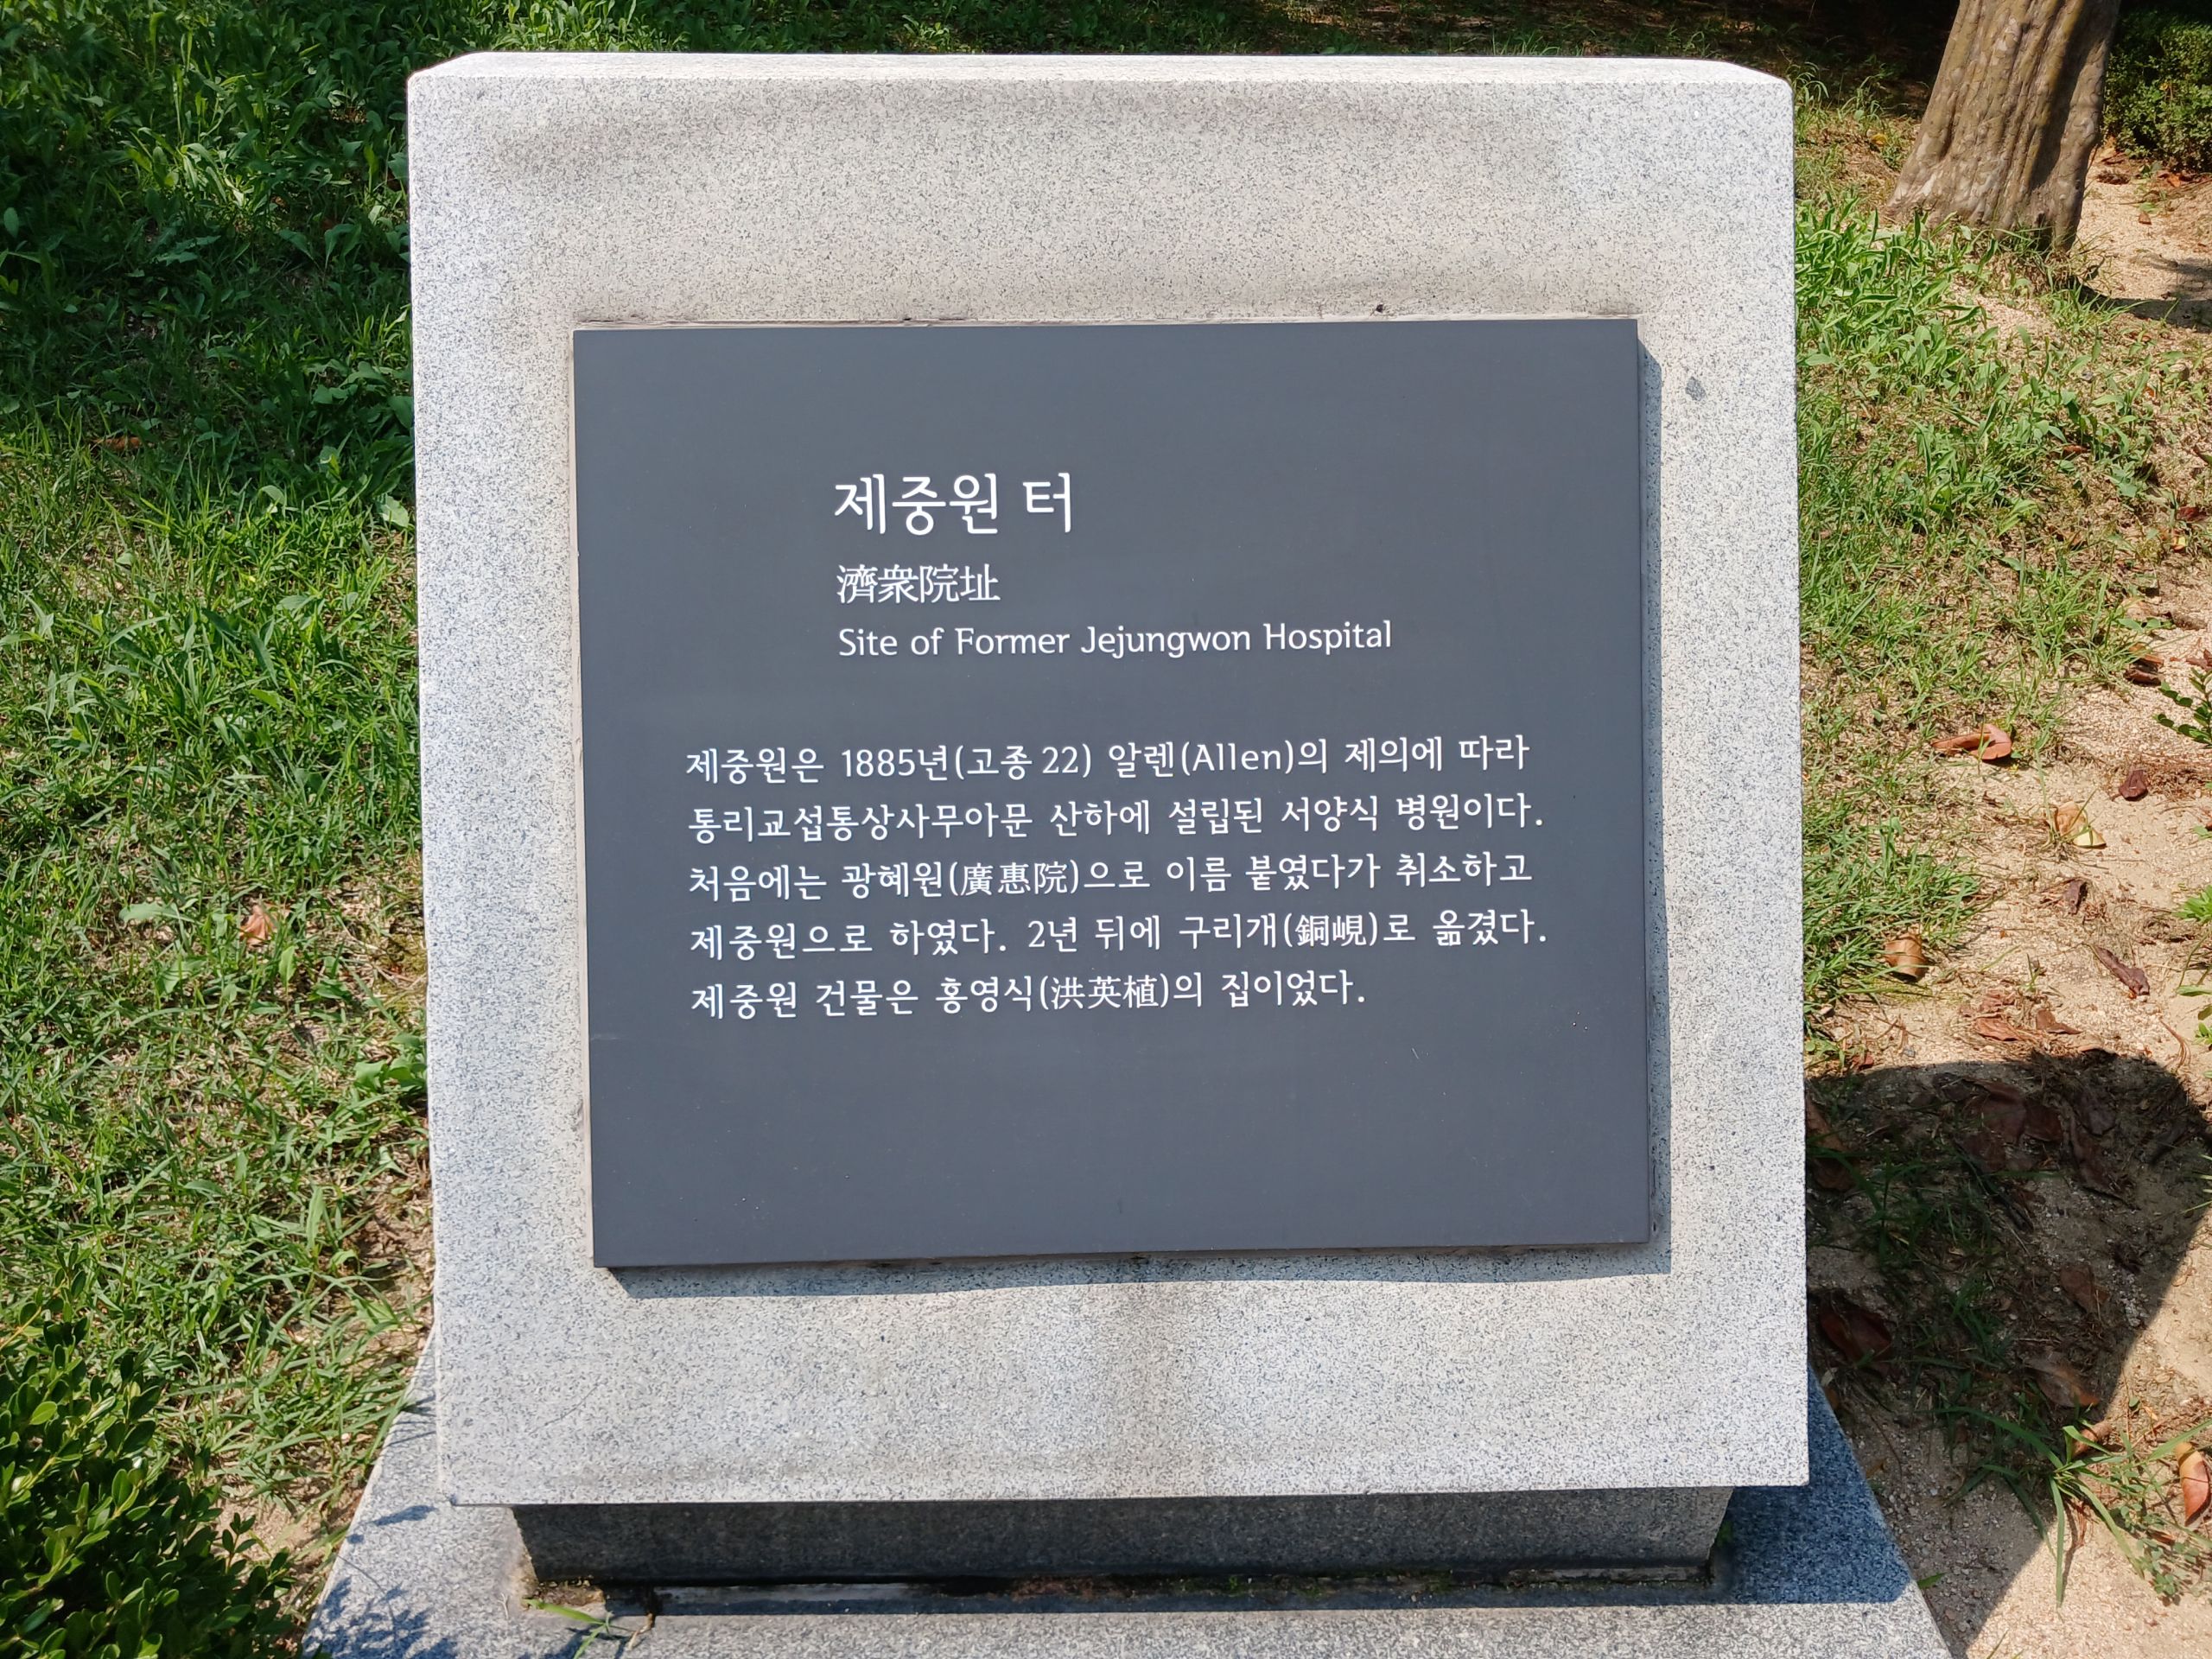 제중원 터
濟衆院址
Site of Former Jejungwon Hospital
제중원은 1885년(고종 22) 알렌(Allen)의 제의에 따라
통리교섭통상사무아문 산하에 설립된 서양식 병원이다.
처음에는 광혜원(廣惠院)으로 이름 붙였다가 취소하고
제중원으로 하였다. 2년 뒤에 구리개(銅峴)로 옮겼다.
제중원 건물은 홍영식(洪英植)의 집이었다.